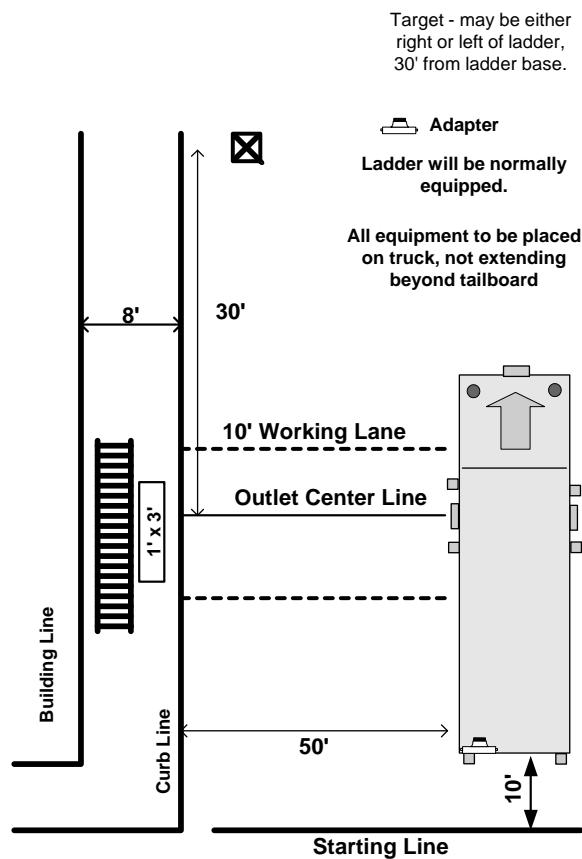 Target - may be either
right or left of ladder,
30' from ladder base.
Adapter
Ladder will be normally
equipped.
All equipment to be placed
on truck, not extending
beyond tailboard
8'
30'
10' Working Lane
Outlet Center Line
1' x 3'
Building Line
Curb Line
50'
10'
Starting Line